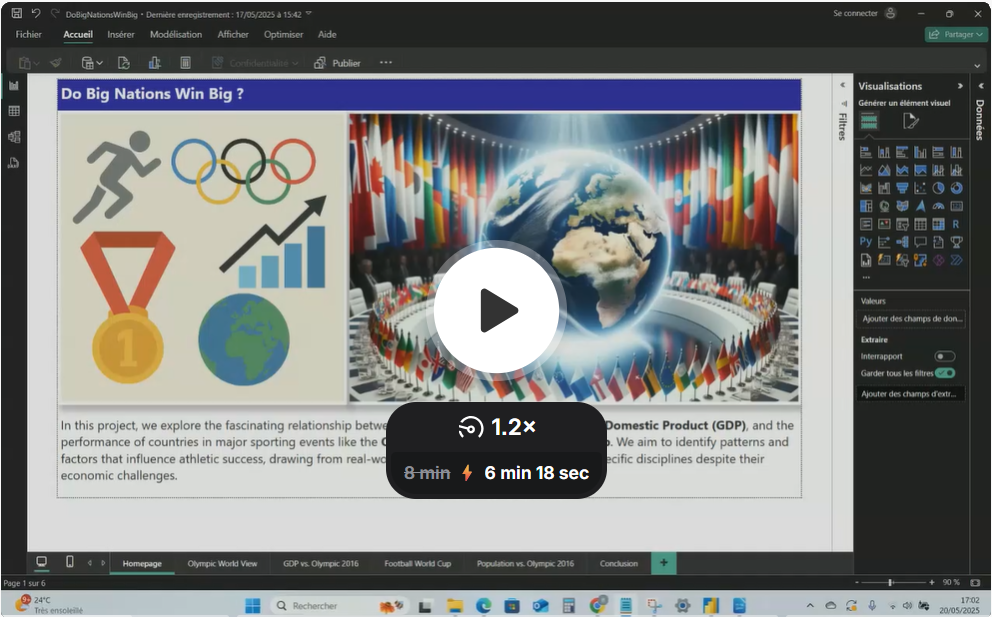 DoBigNationsWinBig • Dernière enregistrement : 17/05/2025 à 15:42
Se connecter
Fichier Accueil Insérer Modélisation Afficher Optimiser Aide
Partager
Confidentialité
Publier
Do Big Nations Win Big ?
1
In this project, we explore the fascinating relationship betwe
Domestic Product (GDP), and the
performance of countries in major sporting events like the
. We aim to identify patterns and
factors that influence athletic success, drawing from real-wo
ecific disciplines despite their
economic challenges.
1.2×
8 min 6 min 18 sec
Filtres
Visualisations
Générer un élément visuel
R
Py
Valeurs
Ajouter des champs de don...
Extraire
Interrapport
Garder tous les filtres
Ajouter des champs d'extr...
Données
Homepage Olympic World View GDP vs. Olympic 2016 Football World Cup Population vs. Olympic 2016 Conclusion +
Page 1 sur 6
- + 90 %
24°C
Très ensoleillé
Rechercher
17:02
20/05/2025